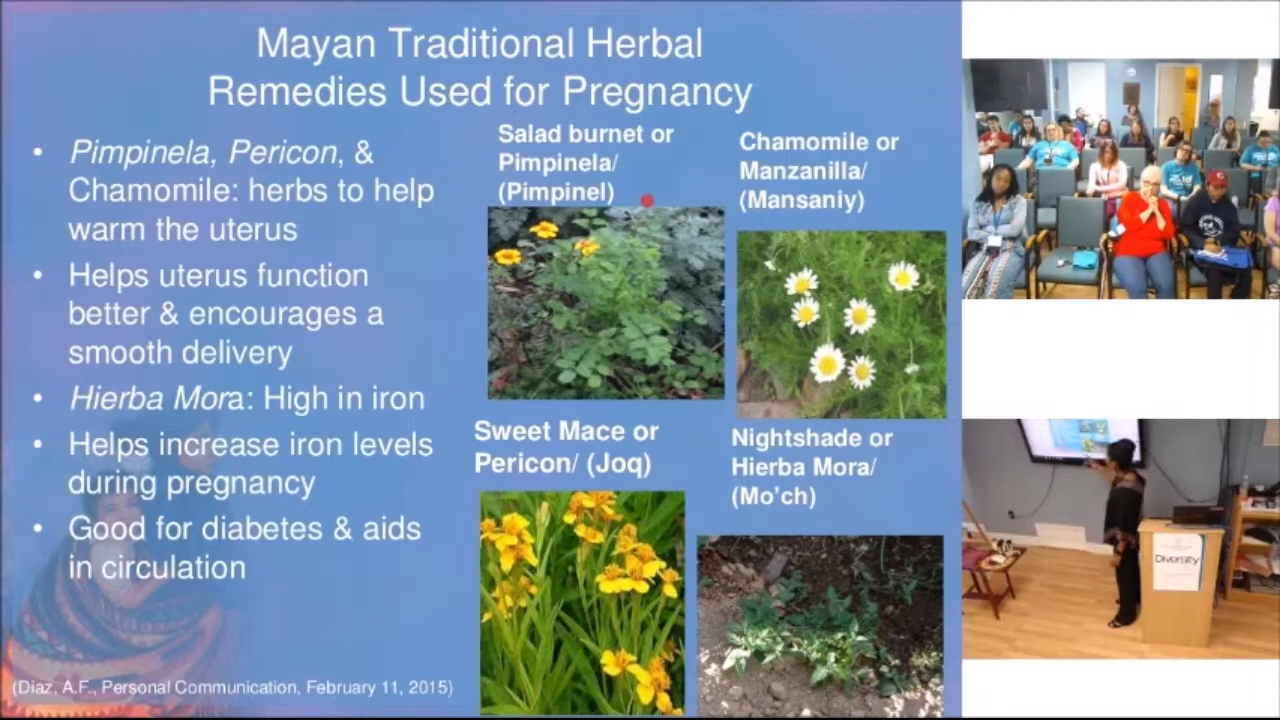 Mayan Traditional Herbal
Remedies Used for Pregnancy
• Pimpinela, Pericon, &
Chamomile: herbs to help
warm the uterus
• Helps uterus function
better & encourages a
smooth delivery
• Hierba Mora: High in iron
• Helps increase iron levels
during pregnancy
• Good for diabetes & aids
in circulation
(Diaz, A.F., Personal Communication, February 11, 2015)
Salad burnet or
Pimpinela/
(Pimpinel)
Chamomile or
Manzanilla/
(Mansaniy)
Sweet Mace or
Pericon/ (Joq)
Nightshade or
Hierba Mora/
(Mo'ch)
Diversity